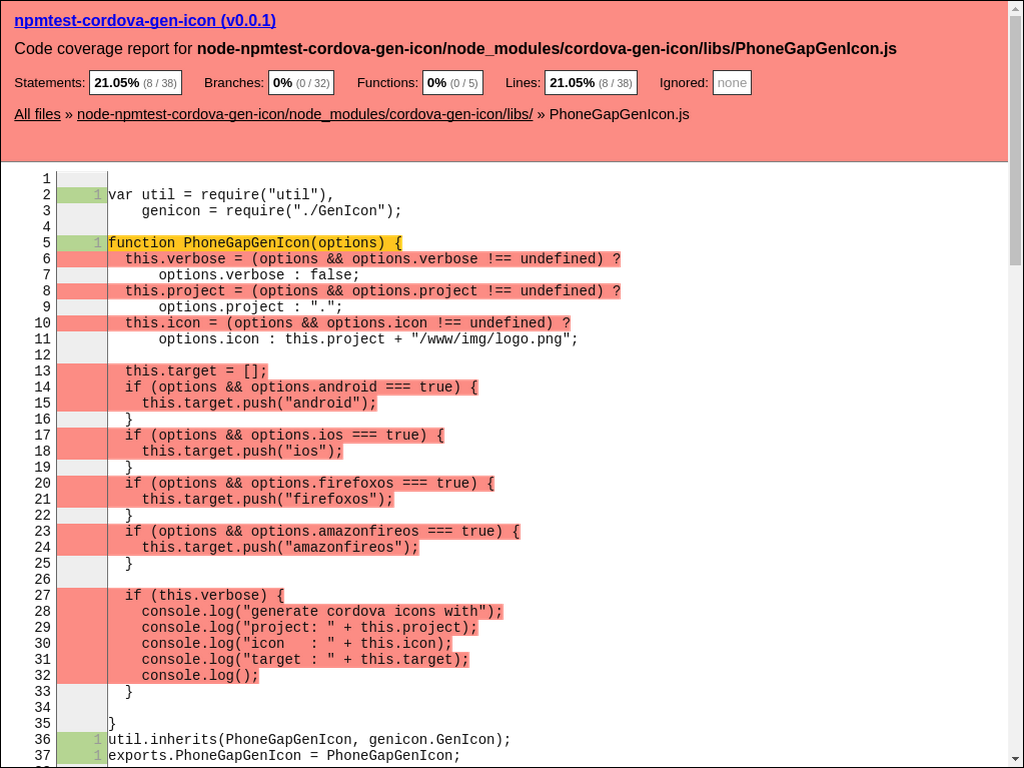 npmtest-cordova-gen-icon (v0.0.1)
Code coverage report for node-npmtest-cordova-gen-icon/node_modules/cordova-gen-icon/libs/PhoneGapGenIcon.js
Statements: 21.05% (8 / 38) Branches: 0% (0 / 32) Functions: 0% (0 / 5) Lines: 21.05% (8 / 38) Ignored: none
All files » node-npmtest-cordova-gen-icon/node_modules/cordova-gen-icon/libs/ » PhoneGapGenIcon.js
1
2 1 var util = require("util"),
3 genicon = require("./GenIcon");
4
5 1 function PhoneGapGenIcon(options) {
6 this.verbose = (options && options.verbose !== undefined) ?
7 options.verbose : false;
8 this.project = (options && options.project !== undefined) ?
9 options.project : ".";
10 this.icon = (options && options.icon !== undefined) ?
11 options.icon : this.project + "/www/img/logo.png";
12
13 this.target = [];
14 if (options && options.android === true) {
15 this.target.push("android");
16 }
17 if (options && options.ios === true) {
18 this.target.push("ios");
19 }
20 if (options && options.firefoxos === true) {
21 this.target.push("firefoxos");
22 }
23 if (options && options.amazonfireos === true) {
24 this.target.push("amazonfireos");
25 }
26
27 if (this.verbose) {
28 console.log("generate cordova icons with");
29 console.log("project: " + this.project);
30 console.log("icon   : " + this.icon);
31 console.log("target : " + this.target);
32 console.log();
33 }
34
35 }
36 1 util.inherits(PhoneGapGenIcon, genicon.GenIcon);
37 1 exports.PhoneGapGenIcon = PhoneGapGenIcon;